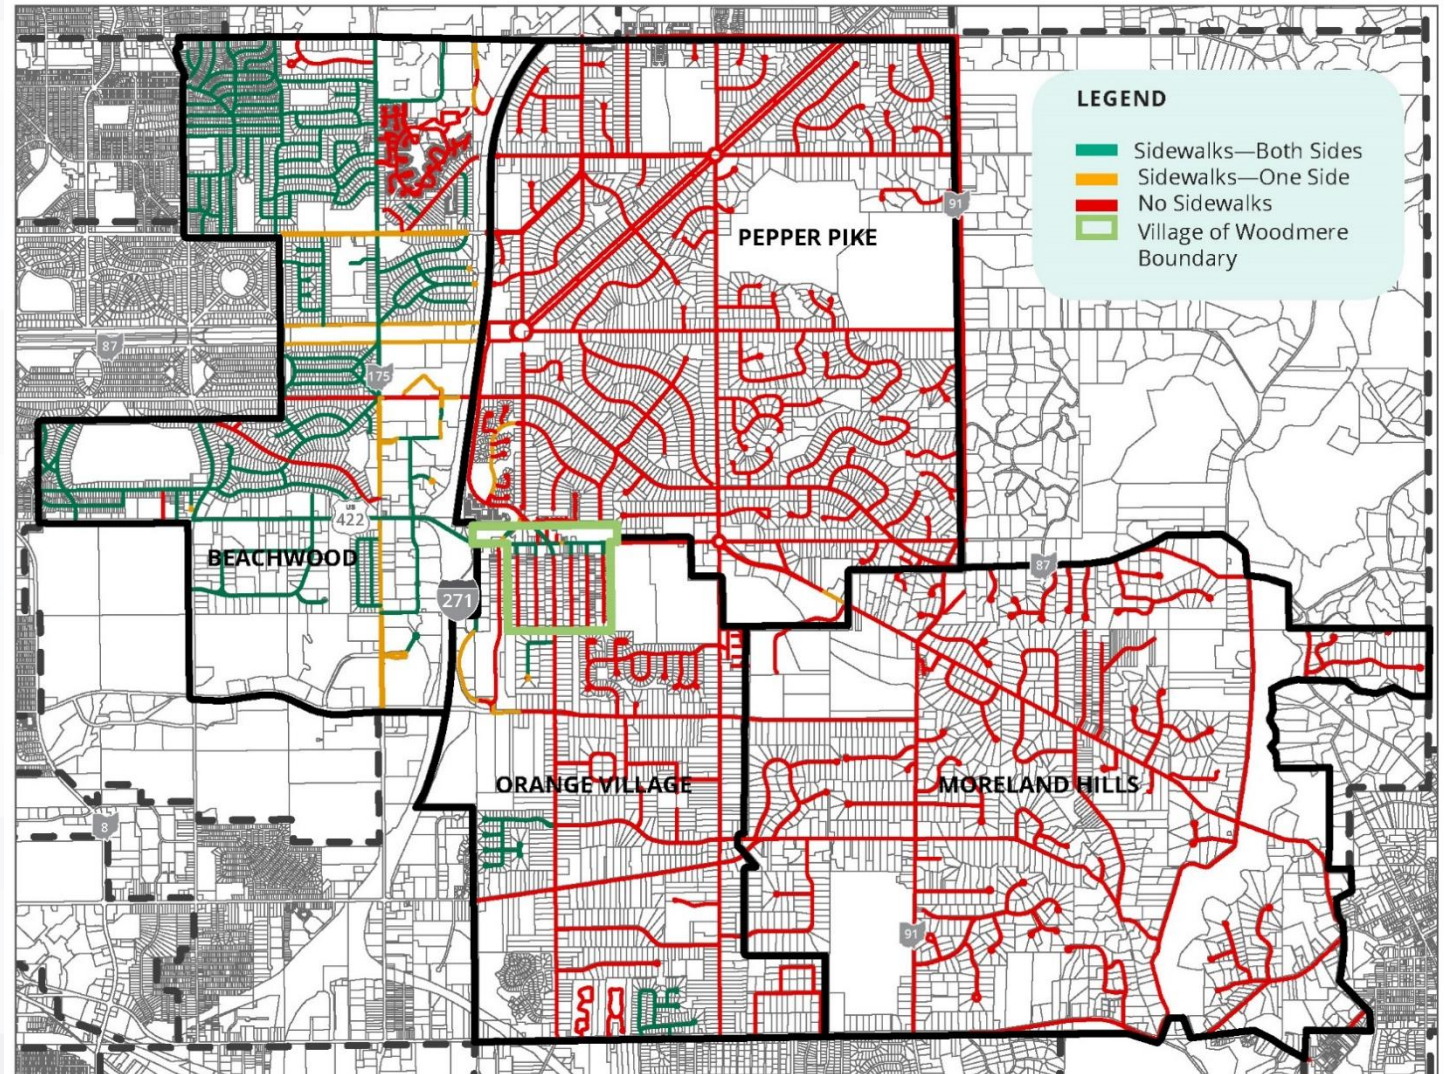 LEGEND
Sidewalks—Both Sides
Sidewalks—One Side
No Sidewalks
Village of Woodmere
Boundary
91
PEPPER PIKE
87
175
US
422
BEACHWOOD
87
271
ORANGE VILLAGE
MORELAND HILLS
8
91